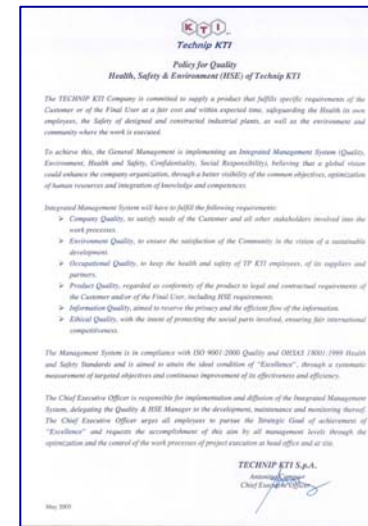 KTI
Technip KTI
Policy for Quality
Health, Safety & Environment (HSE) of Technip KTI
The TECHNIP KTI Company is committed to supply a product that fulfills specific requirements of the
Customer or of the Final User at a fair cost and within expected time, safeguarding the Health its own
employees, the Safety of designed and constructed industrial plants, as well as the environment and
community where the work is executed.
To achieve this, the General Management is implementing an Integrated Management System (Quality,
Environment, Health and Safety, Confidentiality, Social Responsibility), believing that a global vision
could enhance the company organization, through a better visibility of the common objectives, optimization
of human resources and integration of knowledge and competences.
Integrated Management System will have to fulfill the following requirements:
➢ Company Quality, to satisfy needs of the Customer and all other stakeholders involved into the
work processes.
➢ Environment Quality, to ensure the satisfaction of the Community in the vision of a sustainable
development.
➢ Occupational Quality, to keep the health and safety of TP KTI employees, of its suppliers and
partners.
➢ Product Quality, regarded as conformity of the product to legal and contractual requirements of
the Customer and/or of the Final User, including HSE requirements.
➢ Information Quality, aimed to reserve the privacy and the efficient flow of the information.
➢ Ethical Quality, with the intent of protecting the social parts involved, ensuring fair international
competitiveness.
The Management System is in compliance with ISO 9001:2000 Quality and OHSAS 18001:1999 Health
and Safety Standards and is aimed to attain the ideal condition of "Excellence", through a systematic
measurement of targeted objectives and continuous improvement of its effectiveness and efficiency.
The Chief Executive Officer is responsible for implementation and diffusion of the Integrated Management
System, delegating the Quality & HSE Manager to the development, maintenance and monitoring thereof.
The Chief Executive Officer urges all employees to pursue the Strategic Goal of achievement of
"Excellence" and requests the accomplishment of this aim by all management levels through the
optimization and the control of the work processes of project execution at head office and at site.
TECHNIP KTI S.p.A.
Chief Executive Officer
May 2003